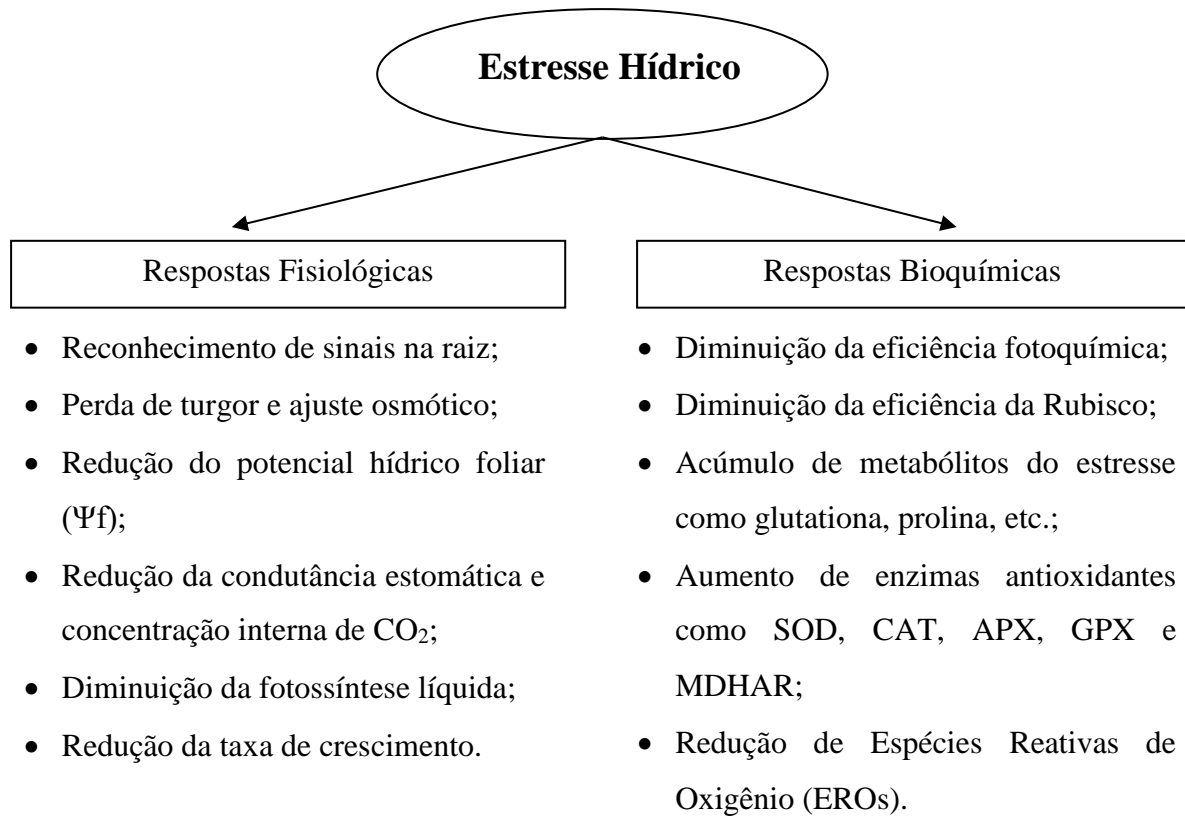 Estresse Hídrico
Respostas Fisiológicas
• Reconhecimento de sinais na raiz;
• Perda de turgor e ajuste osmótico;
• Redução do potencial hídrico foliar
(Ψf);
• Redução da condutância estomática e
concentração interna de CO₂;
• Diminuição da fotossíntese líquida;
• Redução da taxa de crescimento.
Respostas Bioquímicas
• Diminuição da eficiência fotoquímica;
• Diminuição da eficiência da Rubisco;
• Acúmulo de metabólitos do estresse
como glutationa, prolina, etc.;
• Aumento de enzimas antioxidantes
como SOD, CAT, APX, GPX e
MDHAR;
• Redução de Espécies Reativas de
Oxigênio (EROs).